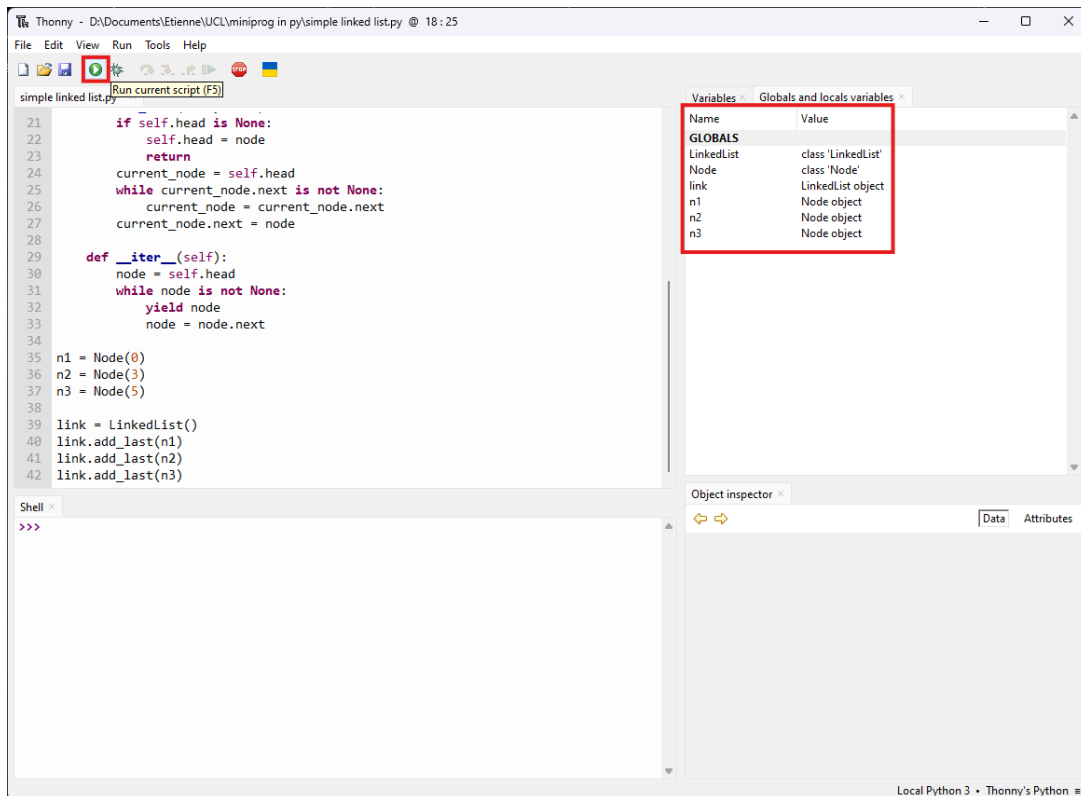 Thonny - D:\Documents\Etienne\UCL\miniprog in py\simple linked list.py @ 18 : 25
File Edit View Run Tools Help
STOP
Run current script (F5)
simple linked list.py
21 if self.head is None:
22 self.head = node
23 return
24 current_node = self.head
25 while current_node.next is not None:
26 current_node = current_node.next
27 current_node.next = node
28
29 def __iter__(self):
30 node = self.head
31 while node is not None:
32 yield node
33 node = node.next
34
35 n1 = Node(0)
36 n2 = Node(3)
37 n3 = Node(5)
38
39 link = LinkedList()
40 link.add_last(n1)
41 link.add_last(n2)
42 link.add_last(n3)
Shell
>>>
Variables Globals and locals variables
Name Value
GLOBALS
LinkedList class 'LinkedList'
Node class 'Node'
link LinkedList object
n1 Node object
n2 Node object
n3 Node object
Object inspector
Data Attributes
Local Python 3 • Thonny's Python ≡